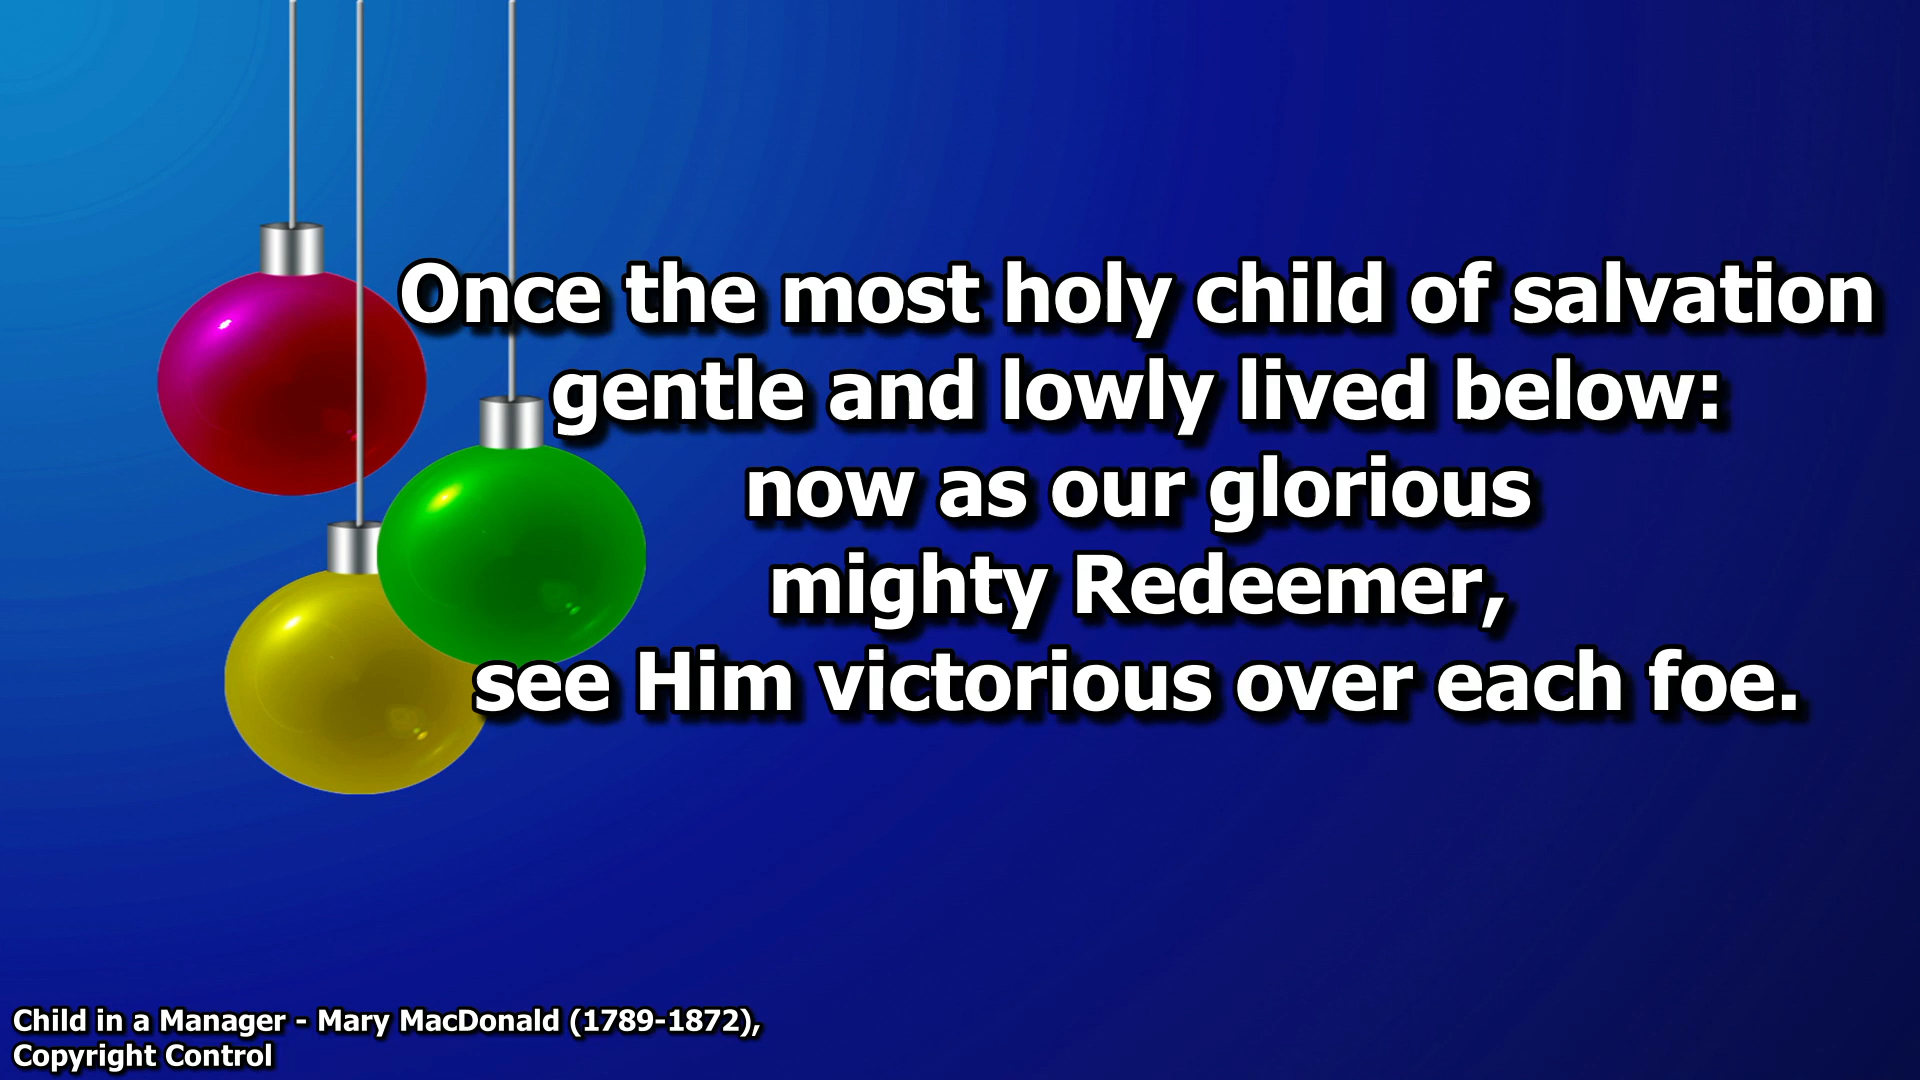 Once the most holy child of salvation
gentle and lowly lived below:
now as our glorious
mighty Redeemer,
see Him victorious over each foe.
Child in a Manager - Mary MacDonald (1789-1872),
Copyright Control